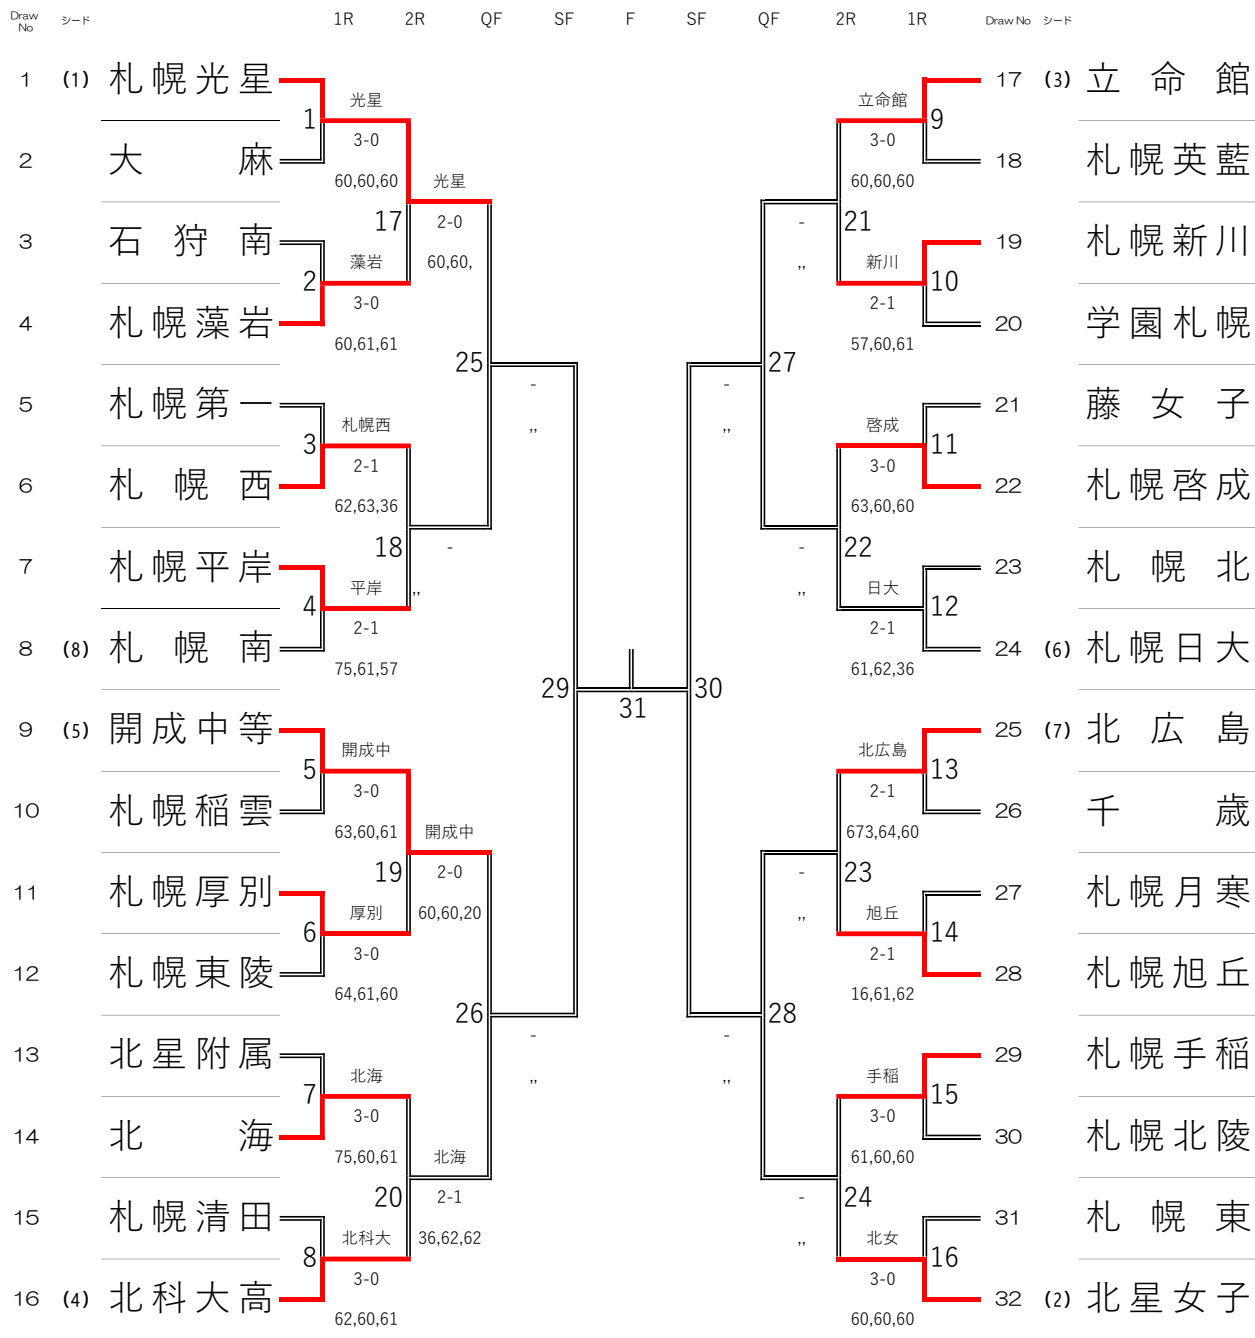 Draw No シード 1R 2R QF SF F SF QF 2R 1R Draw No シード
1 (1) 札幌光星 17 (3) 立命館
光星 立命館
1 9
3-0 3-0
2 大麻 18 札幌英藍
60,60,60 光星 60,60,60
17 2-0 - 21
3 石狩南 19 札幌新川
藻岩 60,60, ,, 新川
2 10
3-0 2-1
4 札幌藻岩 20 学園札幌
60,61,61 57,60,61
25 27
- -
5 札幌第一 21 藤女子
札幌西 ,, ,, 啓成
3 11
2-1 3-0
6 札幌西 22 札幌啓成
62,63,36 63,60,60
18 - - 22
7 札幌平岸 23 札幌北
平岸 ,, ,, 日大
4 12
2-1 2-1
8 (8) 札幌南 24 (6) 札幌日大
75,61,57 61,62,36
29 31 30
9 (5) 開成中等 25 (7) 北広島
開成中 北広島
5 13
3-0 2-1
10 札幌稲雲 26 千歳
63,60,61 開成中 673,64,60
19 2-0 - 23
11 札幌厚別 27 札幌月寒
厚別 60,60,20 ,, 旭丘
6 14
3-0 2-1
12 札幌東陵 28 札幌旭丘
64,61,60 16,61,62
26 28
- -
13 北星附属 29 札幌手稲
北海 ,, ,, 手稲
7 15
3-0 3-0
14 北海 30 札幌北陵
75,60,61 北海 61,60,60
20 2-1 - 24
15 札幌清田 31 札幌東
北科大 36,62,62 ,, 北女
8 16
3-0 3-0
16 (4) 北科大高 32 (2) 北星女子
62,60,61 60,60,60